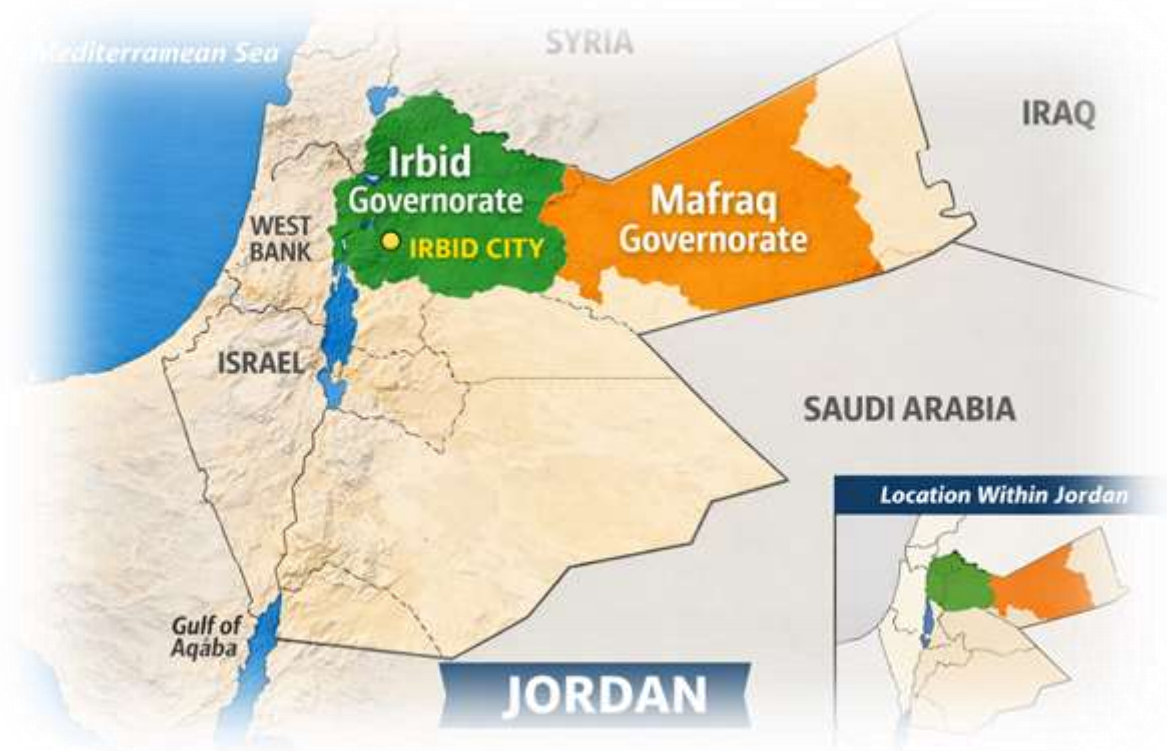 Mediterramean Sea
SYRIA
IRAQ
Irbid
Governorate
Mafraq
Governorate
WEST
BANK
IRBID CITY
ISRAEL
SAUDI ARABIA
Location Within Jordan
Gulf of
Aqaba
JORDAN